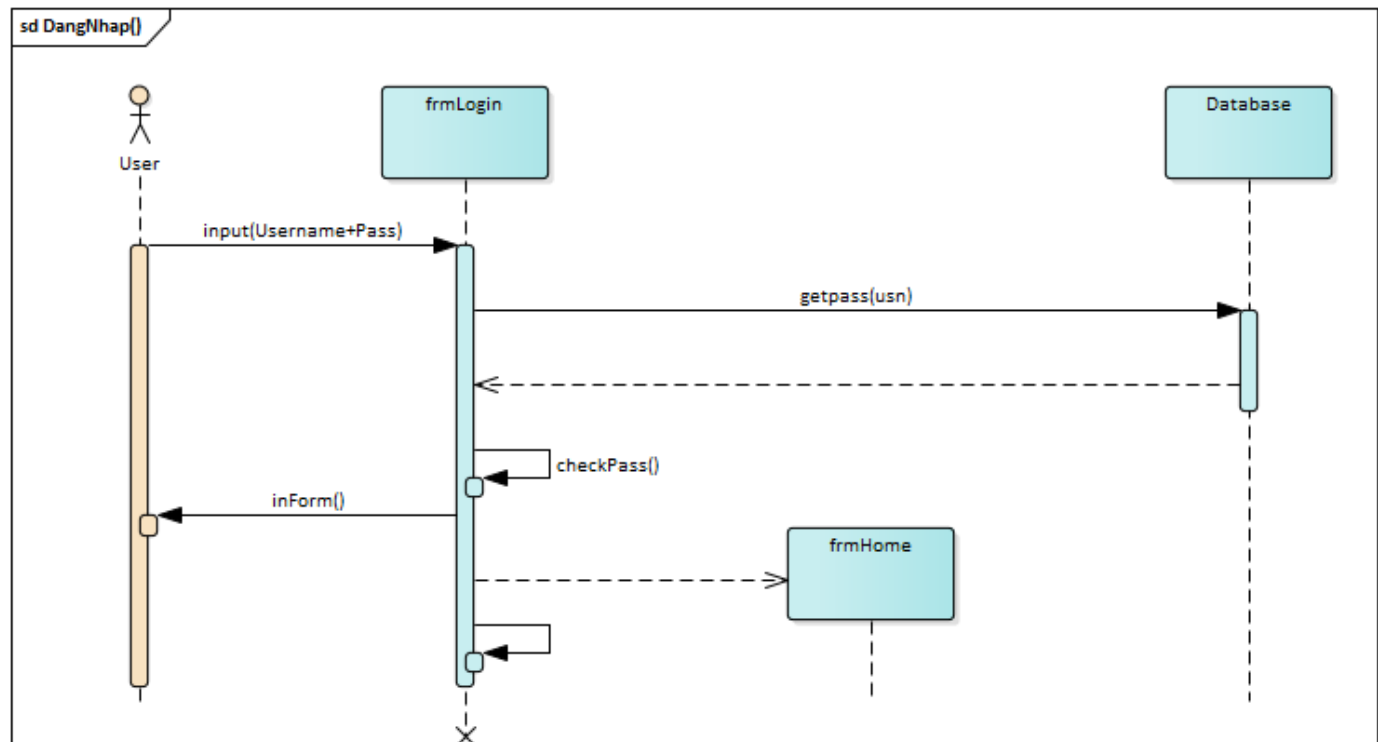 sd DangNhap()
frmLogin
Database
User
input(Username+Pass)
getpass(usn)
checkPass()
inForm()
frmHome